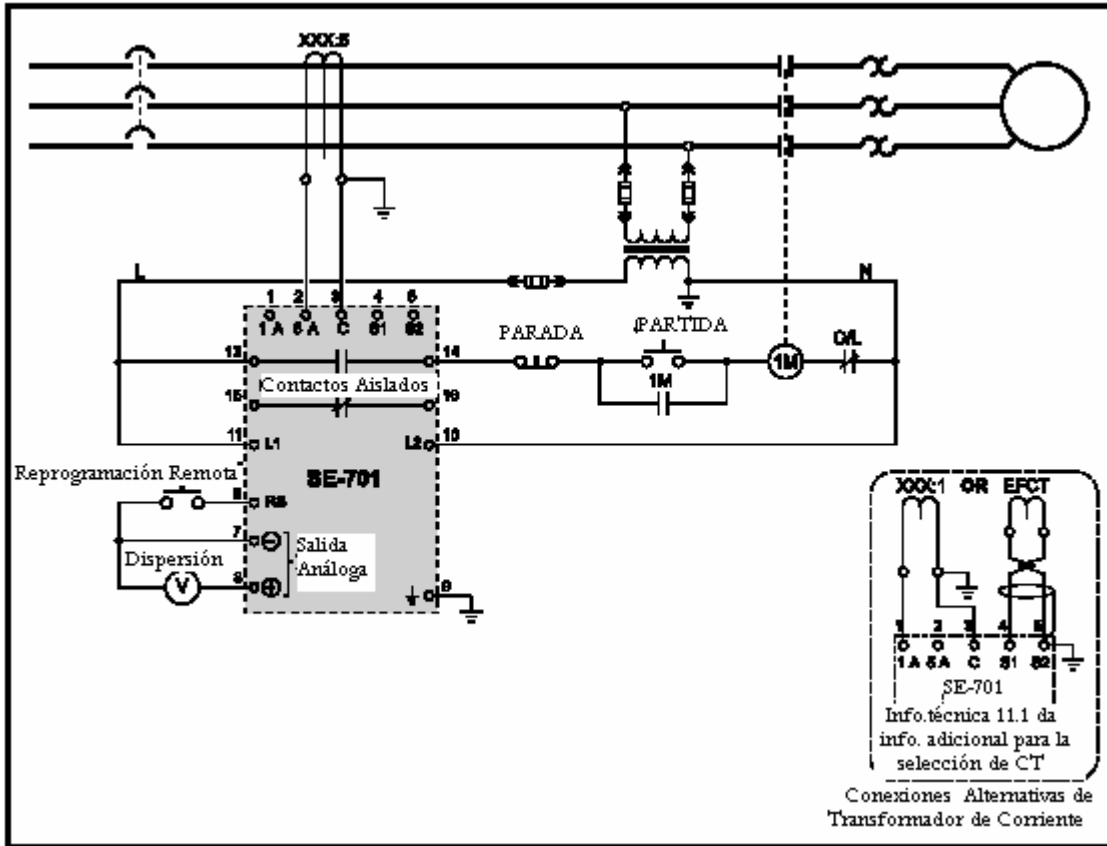 XXX:5
L
N
1 2 3 4 5
1 A 5 A C S1 S2
PARADA
PARTIDA
O/L
13
14
1M
1M
Contactos Aislados
15
16
11
L1
L2
10
SE-701
Reprogramación Remota
6
RS
7
Salida
Análoga
Dispersión
V
8
9
XXX:1 OR EFCT
1 2 3 4 5
1 A 5 A C S1 S2
SE-701
Info.técnica 11.1 da
info. adicional para la
selección de CT
Conexiones Alternativas de
Transformador de Corriente